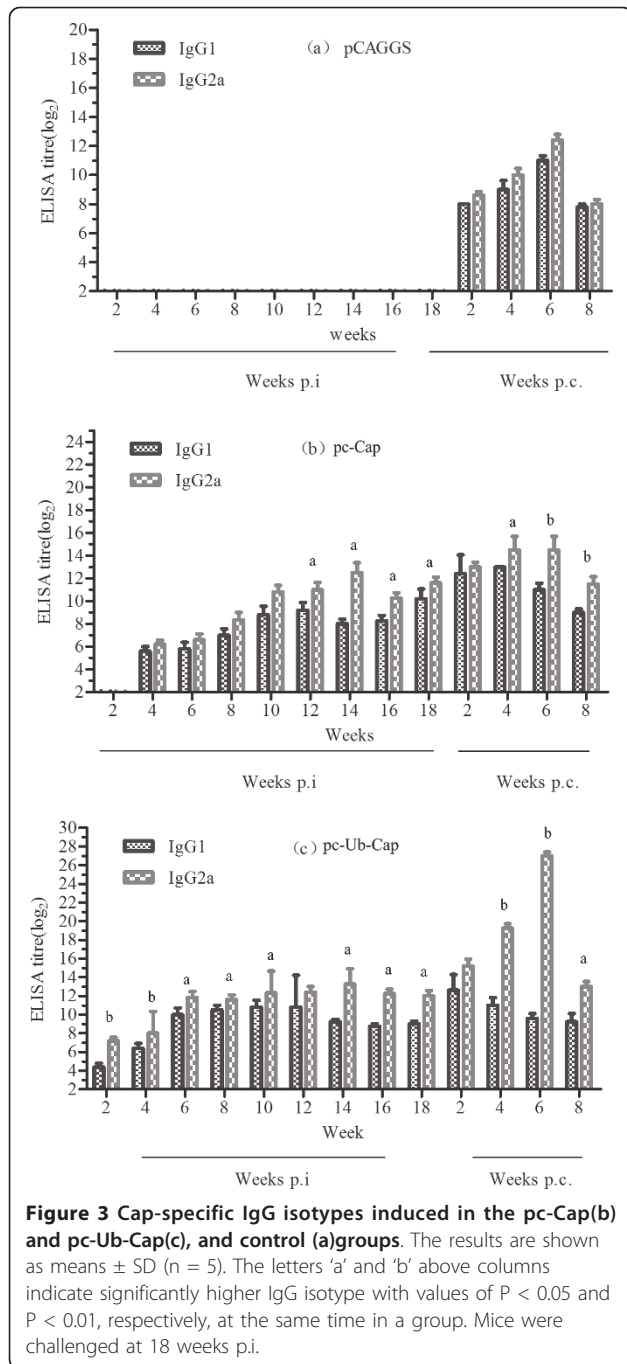 20
18
16
14
12
10
8
6
4
2
ELISA titre(log2)
IgG1
IgG2a
(a) pCAGGS
2 4 6 8 10 12 14 16 18 2 4 6 8
weeks
Weeks p.i
Weeks p.c.
24
22
20
18
16
14
12
10
8
6
4
2
ELISA titre(log2)
IgG1
IgG2a
(b) pc-Cap
a a a a a b b
2 4 6 8 10 12 14 16 18 2 4 6 8
Weeks
Weeks p.i
Weeks p.c.
30
28
26
24
22
20
18
16
14
12
10
8
6
4
2
ELISA titre(log2)
IgG1
IgG2a
(c) pc-Ub-Cap
b b a a a a a a b b a
2 4 6 8 10 12 14 16 18 2 4 6 8
Week
Weeks p.i
Weeks p.c.
Figure 3 Cap-specific IgG isotypes induced in the pc-Cap(b)
and pc-Ub-Cap(c), and control (a)groups. The results are shown
as means ± SD (n = 5). The letters ‘a’ and ‘b’ above columns
indicate significantly higher IgG isotype with values of P < 0.05 and
P < 0.01, respectively, at the same time in a group. Mice were
challenged at 18 weeks p.i.